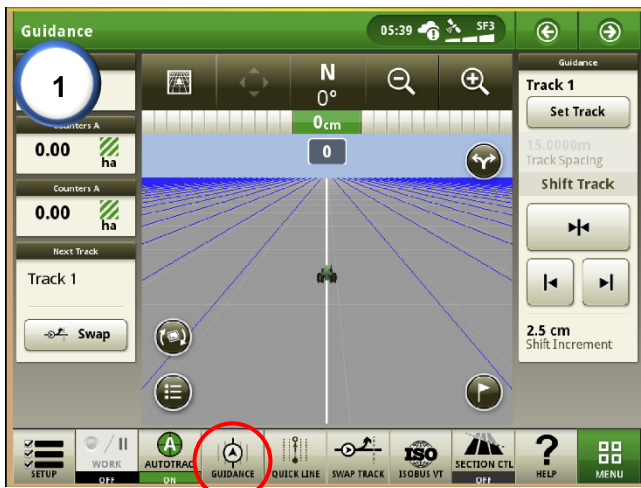 Guidance
05:39
SF3
1
Counters A
0.00
ha
Counters A
0.00
ha
Next Track
Track 1
Swap
N
0°
0cm
0
Guidance
Track 1
Set Track
15.0000m
Track Spacing
Shift Track
2.5 cm
Shift Increment
SETUP
WORK
OFF
AUTOTRAC
ON
GUIDANCE
QUICK LINE
SWAP TRACK
ISO
ISOBUS VT
SECTION CTL
OFF
?
HELP
MENU